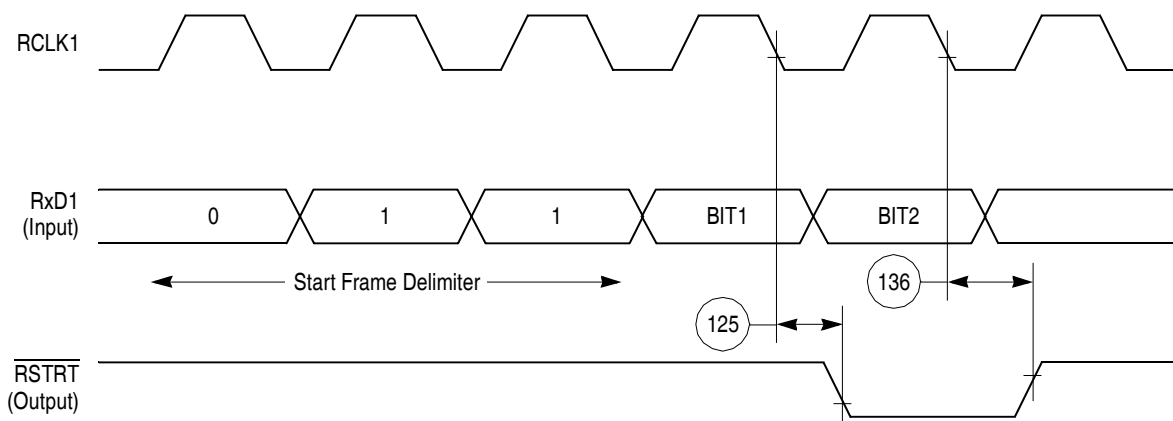 RCLK1
RxD1
(Input)
0 1 1 BIT1 BIT2
Start Frame Delimiter
136
125
RSTRT
(Output)